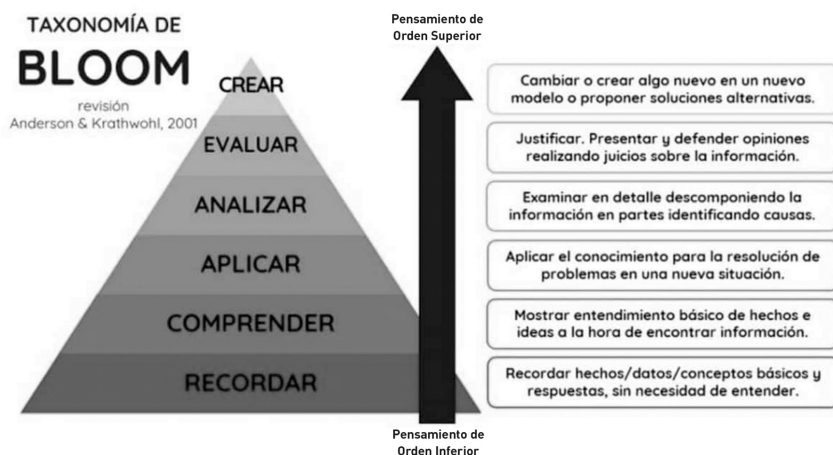 TAXONOMÍA DE
BLOOM
revisión
Anderson & Krathwohl, 2001
CREAR
EVALUAR
ANALIZAR
APLICAR
COMPRENDER
RECORDAR
Pensamiento de
Orden Superior
Pensamiento de
Orden Inferior
Cambiar o crear algo nuevo en un nuevo
modelo o proponer soluciones alternativas.
Justificar. Presentar y defender opiniones
realizando juicios sobre la información.
Examinar en detalle descomponiendo la
información en partes identificando causas.
Aplicar el conocimiento para la resolución de
problemas en una nueva situación.
Mostrar entendimiento básico de hechos e
ideas a la hora de encontrar información.
Recordar hechos/datos/conceptos básicos y
respuestas, sin necesidad de entender.